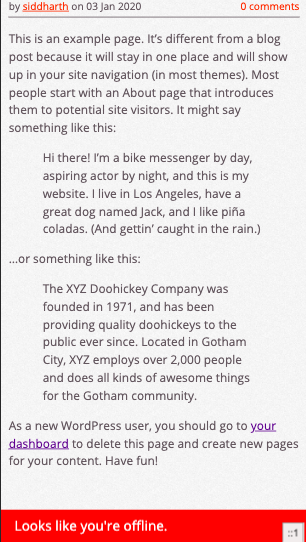 by siddharth on 03 Jan 2020 0 comments
This is an example page. It’s different from a blog
post because it will stay in one place and will show
up in your site navigation (in most themes). Most
people start with an About page that introduces
them to potential site visitors. It might say
something like this:
Hi there! I’m a bike messenger by day,
aspiring actor by night, and this is my
website. I live in Los Angeles, have a
great dog named Jack, and I like piña
coladas. (And gettin’ caught in the rain.)
…or something like this:
The XYZ Doohickey Company was
founded in 1971, and has been
providing quality doohickeys to the
public ever since. Located in Gotham
City, XYZ employs over 2,000 people
and does all kinds of awesome things
for the Gotham community.
As a new WordPress user, you should go to your
dashboard to delete this page and create new pages
for your content. Have fun!
Looks like you're offline.